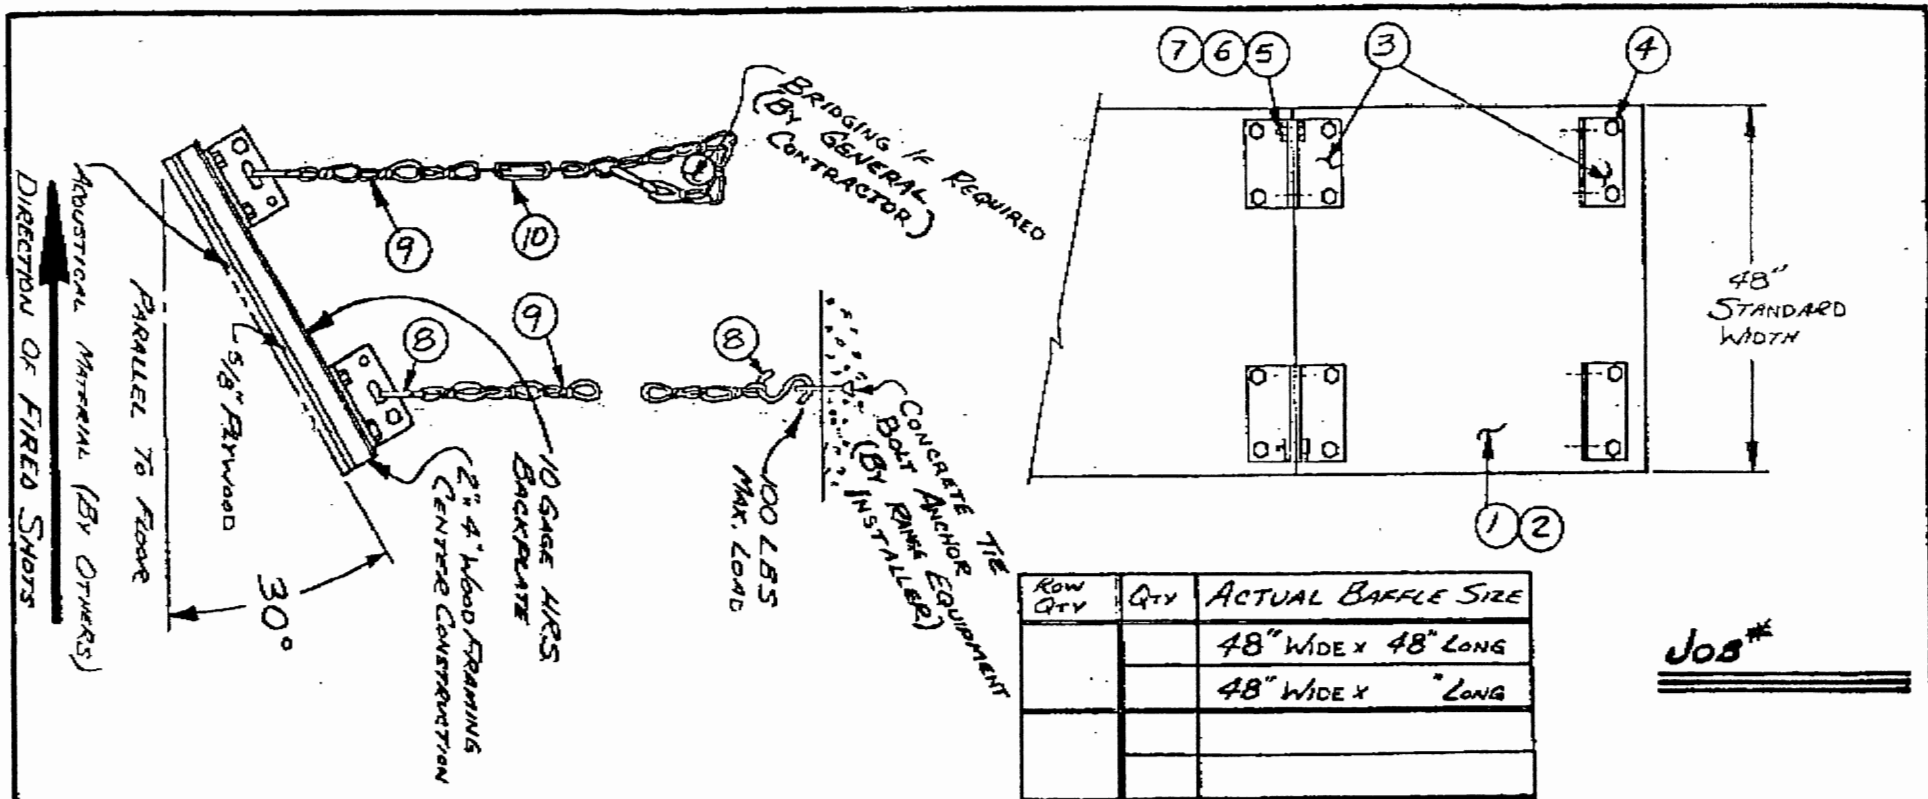 7 6 5
3
4
BRIDGING IF REQUIRED
(BY GENERAL
CONTRACTOR)
9
10
8
9
8
DIRECTION OF FIRED SHOTS
ACOUSTICAL MATERIAL (BY OTHERS)
PARALLEL TO FLOOR
5/8" PLYWOOD
30°
10 GAGE HRS
BACKPLATE
2" x 4" WOOD FRAMING
CENTER CONSTRUCTION
100 LBS
MAX. LOAD
CONCRETE TIE
BOLT ANCHOR
(BY RANGE EQUIPMENT
INSTALLER)
48"
STANDARD
WIDTH
1 2
ROW QTY QTY ACTUAL BAFFLE SIZE
48" WIDE x 48" LONG
48" WIDE x " LONG
JOB #